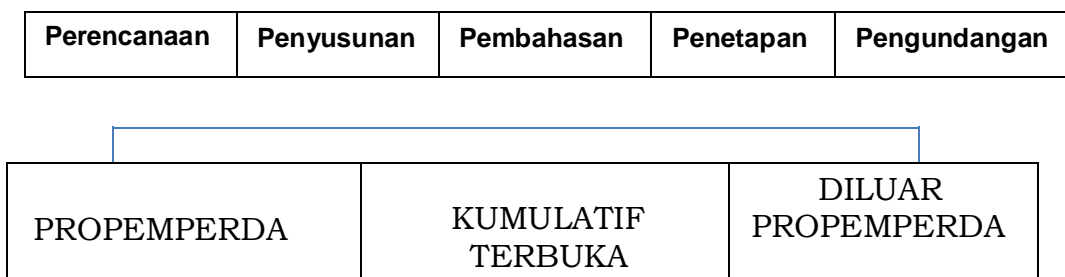 Perencanaan Penyusunan Pembahasan Penetapan Pengundangan
PROPEMPERDA
KUMULATIF
TERBUKA
DILUAR
PROPEMPERDA